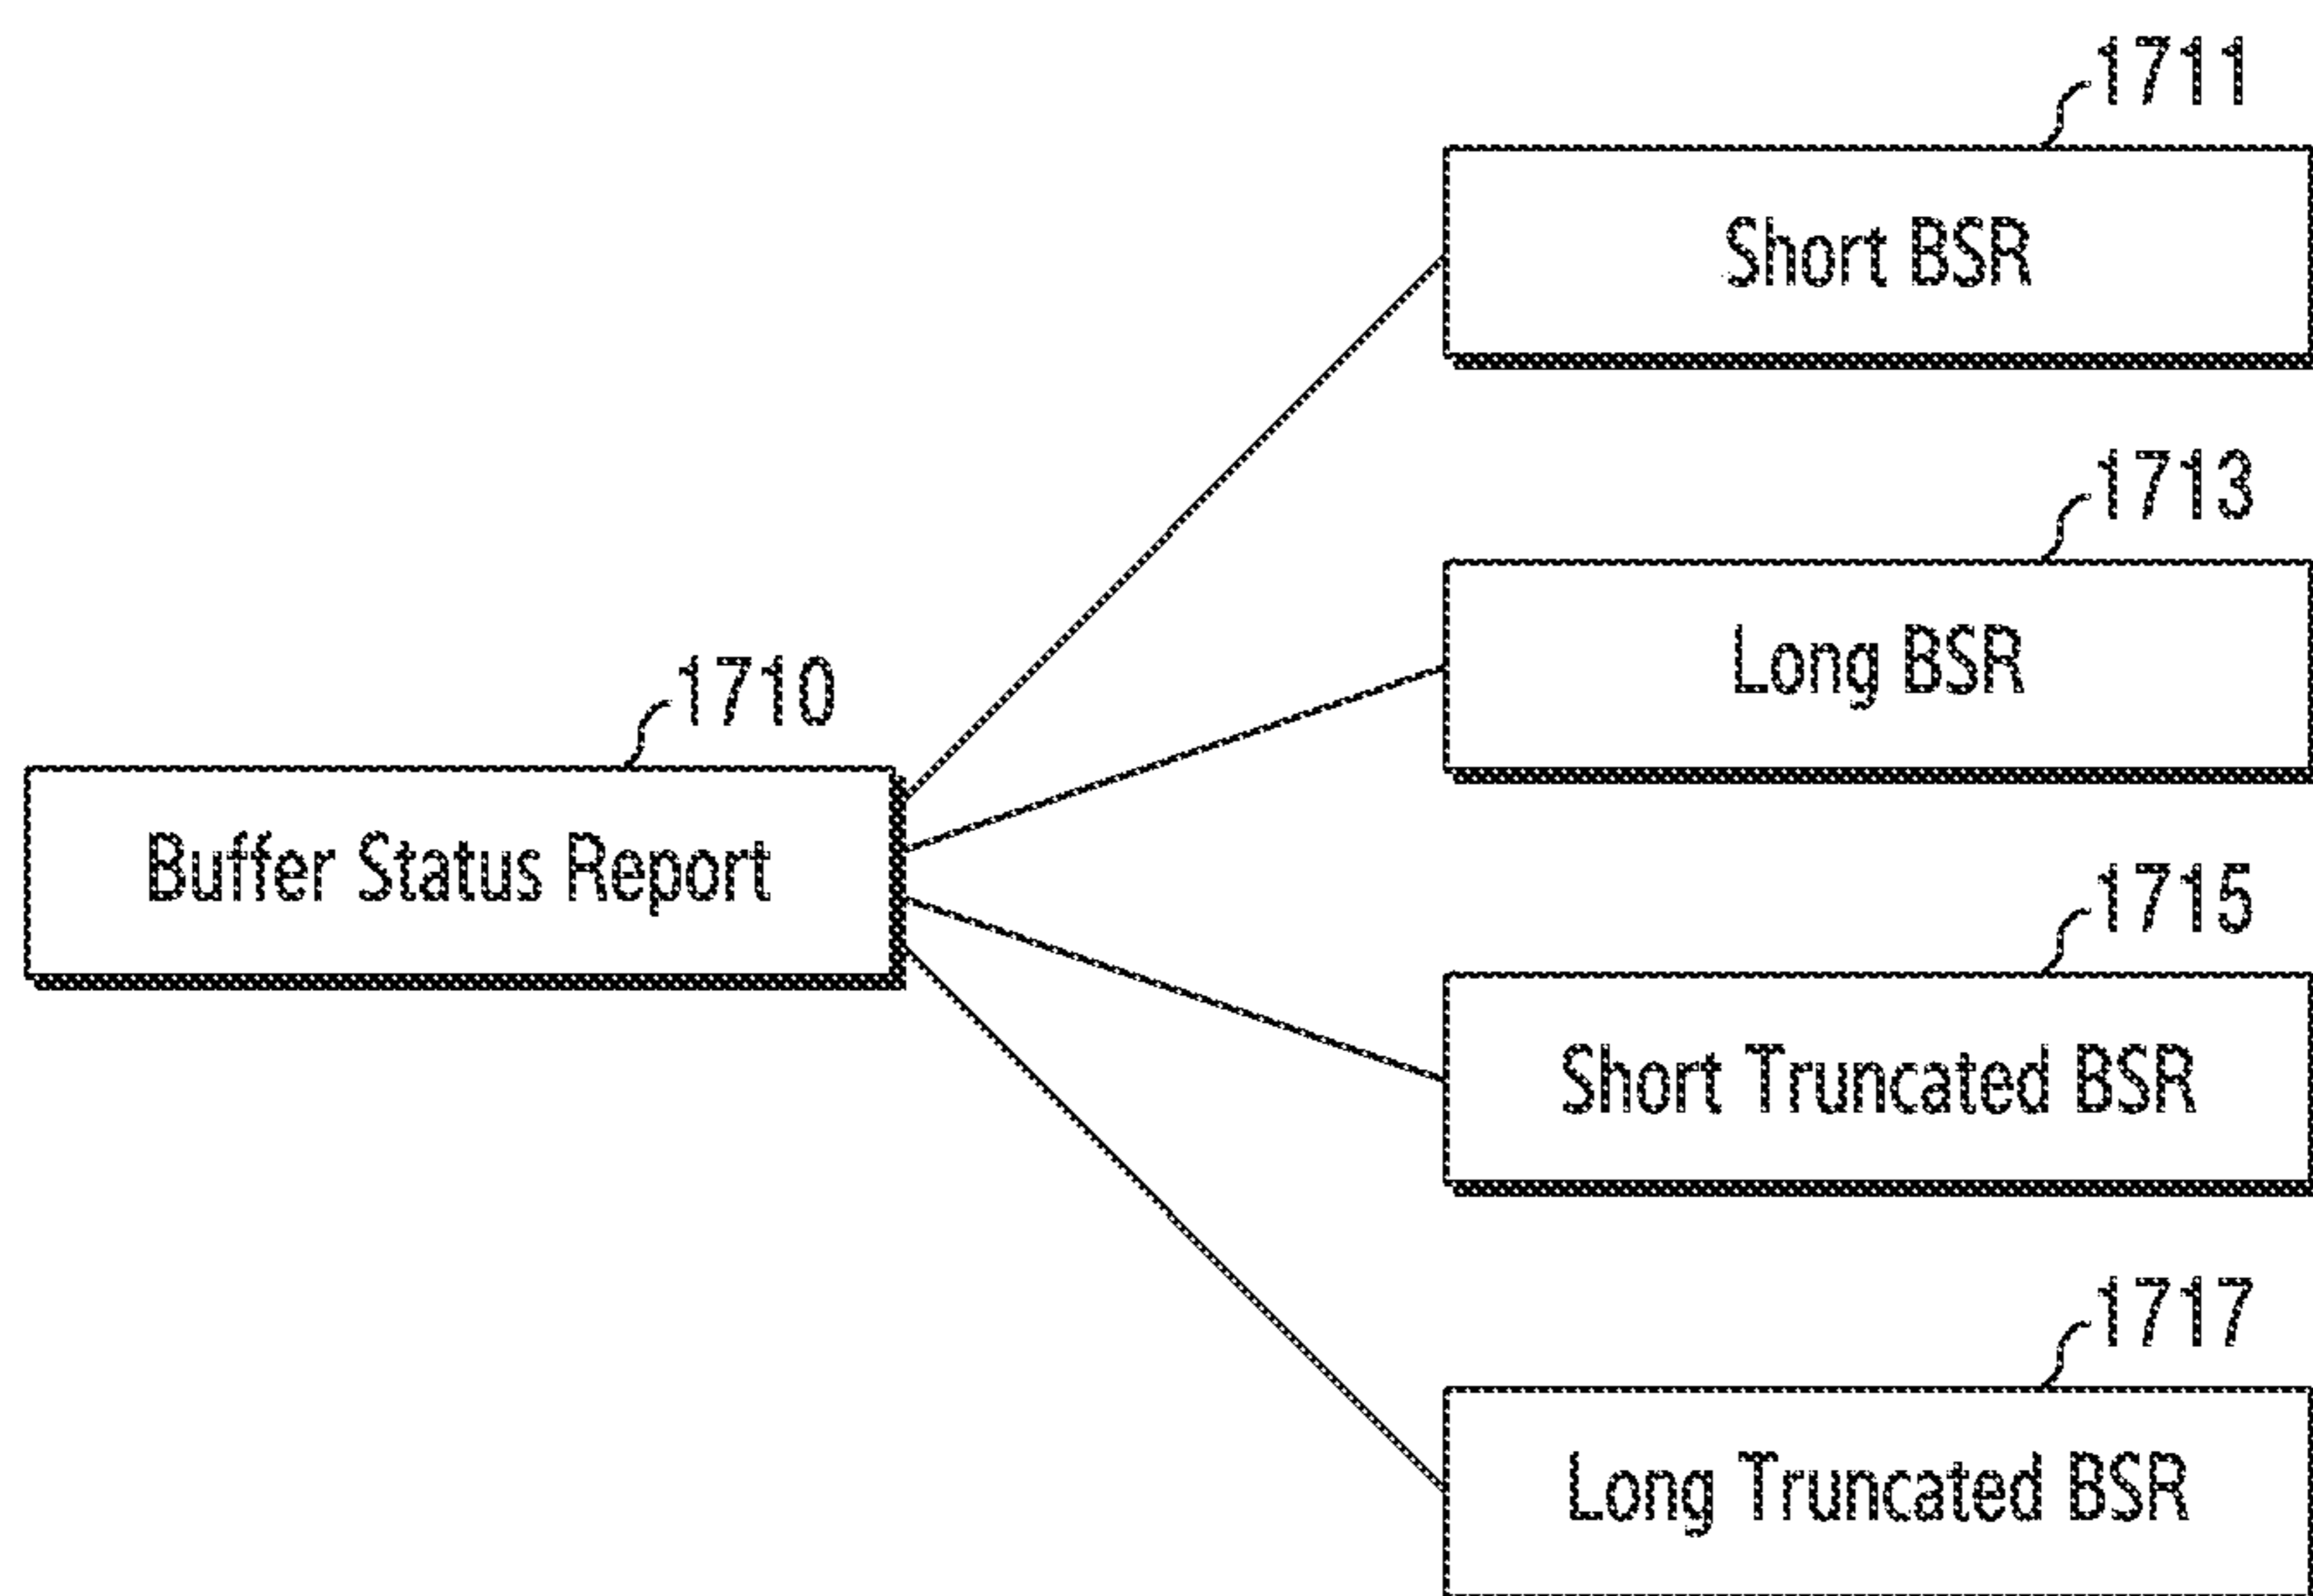 1711
Short BSR
1713
Long BSR
1710
Buffer Status Report
1715
Short Truncated BSR
1717
Long Truncated BSR